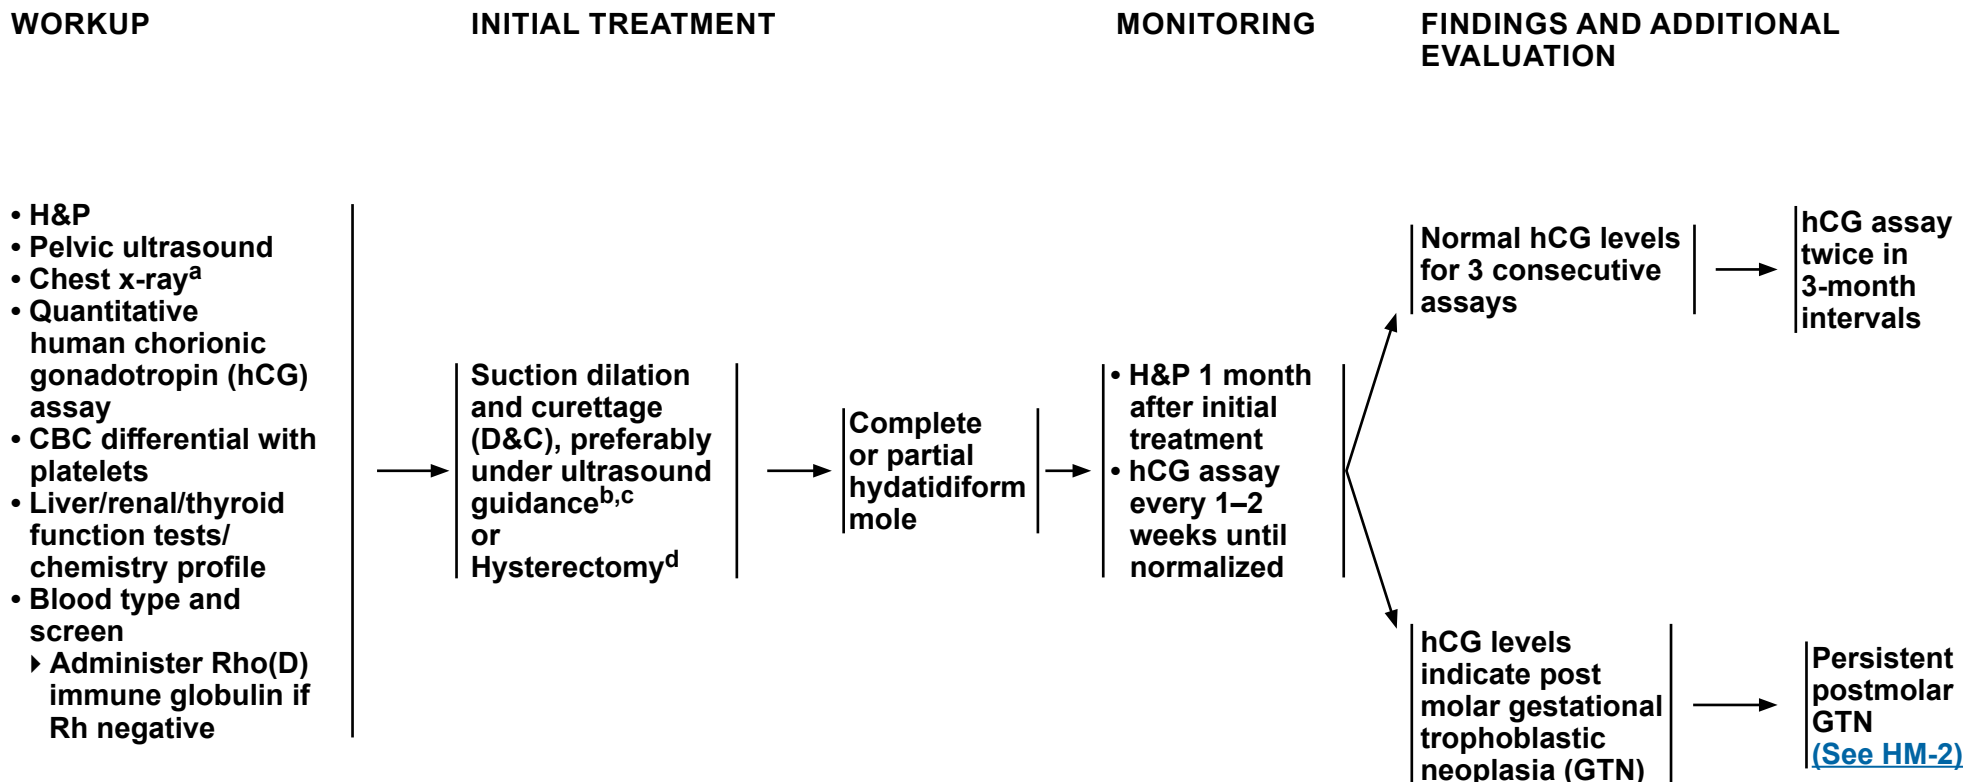 WORKUP
INITIAL TREATMENT
MONITORING
FINDINGS AND ADDITIONAL
EVALUATION
• H&P
• Pelvic ultrasound
• Chest x-rayᵃ
• Quantitative
human chorionic
gonadotropin (hCG)
assay
• CBC differential with
platelets
• Liver/renal/thyroid
function tests/
chemistry profile
• Blood type and
screen
▸ Administer Rho(D)
immune globulin if
Rh negative
Suction dilation
and curettage
(D&C), preferably
under ultrasound
guidanceᵇ,ᶜ
or
Hysterectomyᵈ
Complete
or partial
hydatidiform
mole
• H&P 1 month
after initial
treatment
• hCG assay
every 1–2
weeks until
normalized
Normal hCG levels
for 3 consecutive
assays
hCG assay
twice in
3-month
intervals
hCG levels
indicate post
molar gestational
trophoblastic
neoplasia (GTN)
Persistent
postmolar
GTN
(See HM-2)